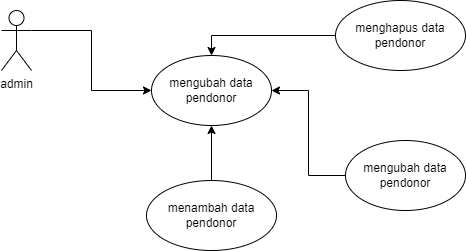 menghapus data
pendonor
admin
mengubah data
pendonor
mengubah data
pendonor
menambah data
pendonor